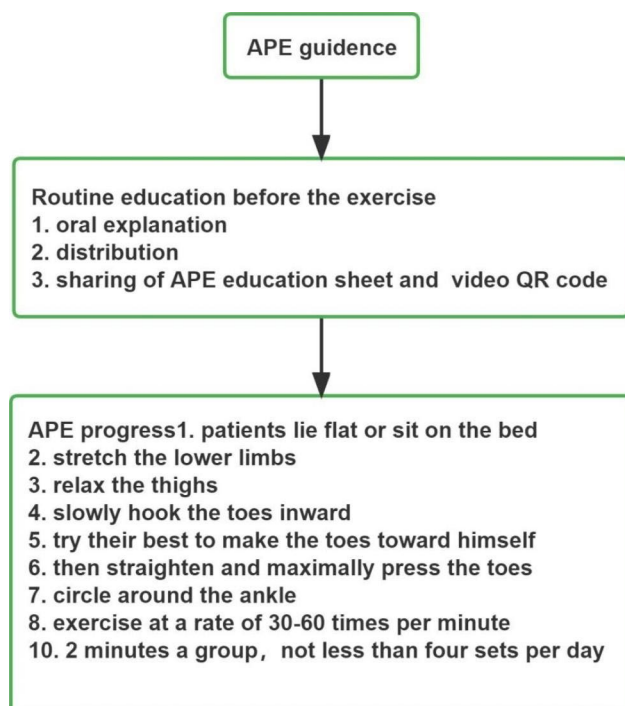 APE guidence
Routine education before the exercise
1. oral explanation
2. distribution
3. sharing of APE education sheet and  video QR code
APE progress1. patients lie flat or sit on the bed
2. stretch the lower limbs
3. relax the thighs
4. slowly hook the toes inward
5. try their best to make the toes toward himself
6. then straighten and maximally press the toes
7. circle around the ankle
8. exercise at a rate of 30-60 times per minute
10. 2 minutes a group，not less than four sets per day